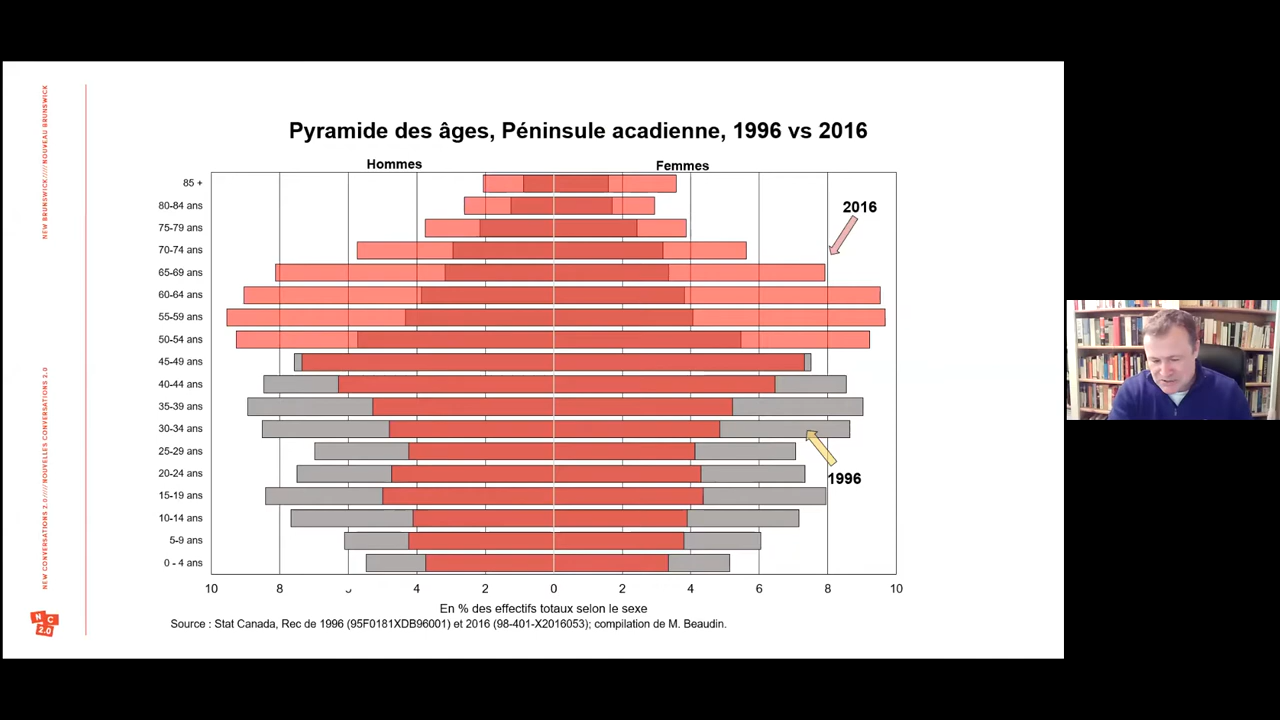 Pyramide des âges, Péninsule acadienne, 1996 vs 2016
Hommes
Femmes
85 +
80-84 ans
75-79 ans
70-74 ans
65-69 ans
60-64 ans
55-59 ans
50-54 ans
45-49 ans
40-44 ans
35-39 ans
30-34 ans
25-29 ans
20-24 ans
15-19 ans
10-14 ans
5-9 ans
0 - 4 ans
2016
1996
10 8 4 2 0 2 4 6 8 10
En % des effectifs totaux selon le sexe
Source : Stat Canada, Rec de 1996 (95F0181XDB96001) et 2016 (98-401-X2016053); compilation de M. Beaudin.
NEW BRUNSWICK////NOUVEAU BRUNSWICK
NEW CONVERSATIONS 2.0////NOUVELLES CONVERSATIONS 2.0
N C
2.0